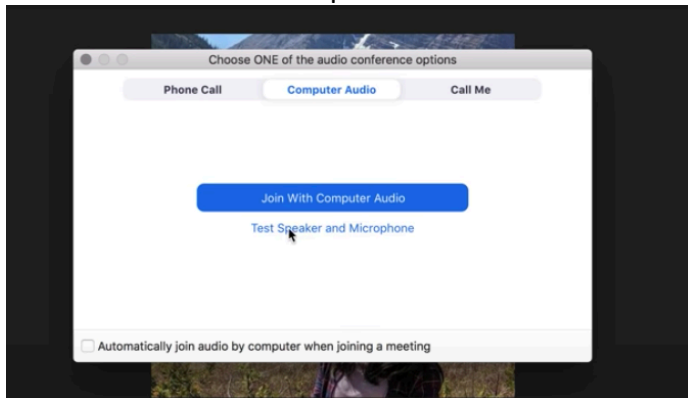 Choose ONE of the audio conference options
Phone Call Computer Audio Call Me
Join With Computer Audio
Test Speaker and Microphone
Automatically join audio by computer when joining a meeting